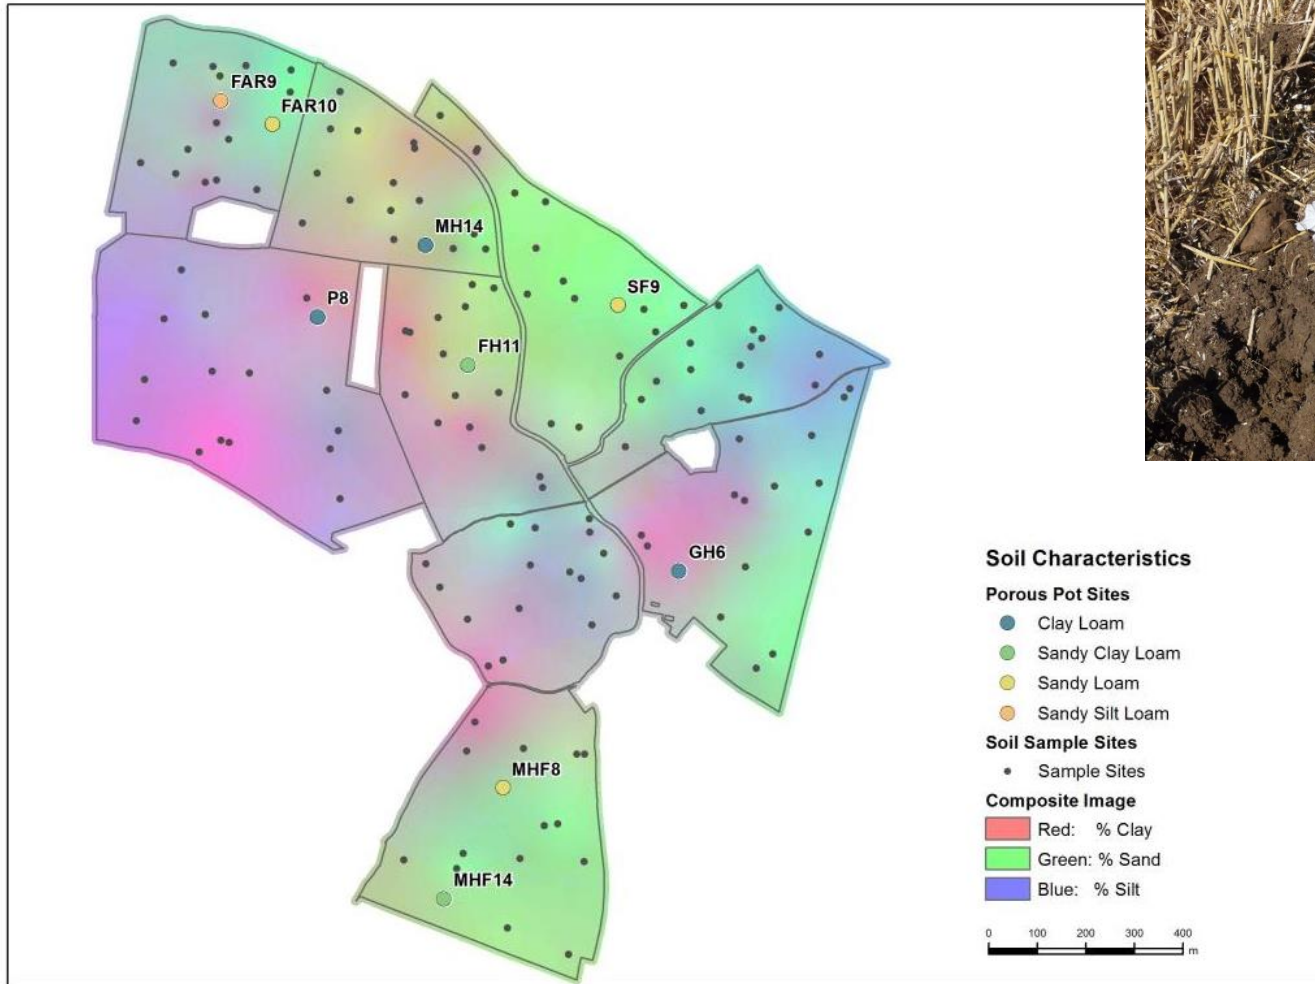 FAR9
FAR10
MH14
SF9
P8
FH11
GH6
MHF8
MHF14
Soil Characteristics
Porous Pot Sites
Clay Loam
Sandy Clay Loam
Sandy Loam
Sandy Silt Loam
Soil Sample Sites
Sample Sites
Composite Image
Red: % Clay
Green: % Sand
Blue: % Silt
0 100 200 300 400
m